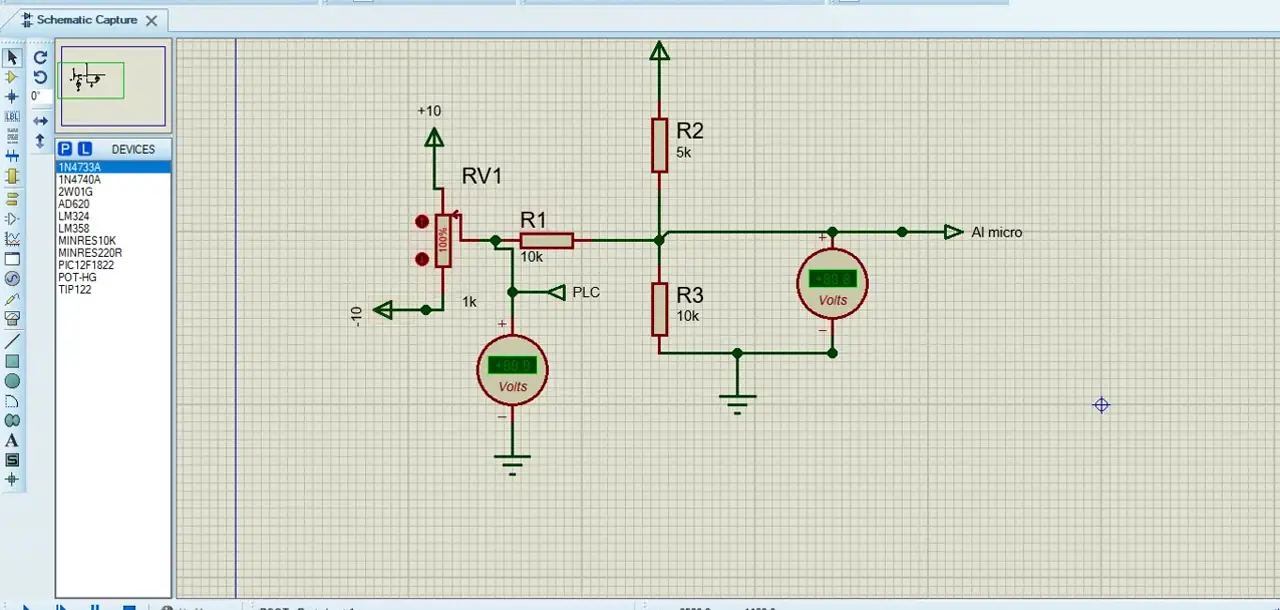 Schematic Capture
0°
P L DEVICES
1N4733A
1N4740A
2W01G
AD620
LM324
LM358
MINRES10K
MINRES220R
PIC12F1822
POT-HG
TIP122
+10
RV1
100%
1k
-10
R1
10k
PLC
+
Volts
−
R2
5k
R3
10k
+
Volts
−
Al micro